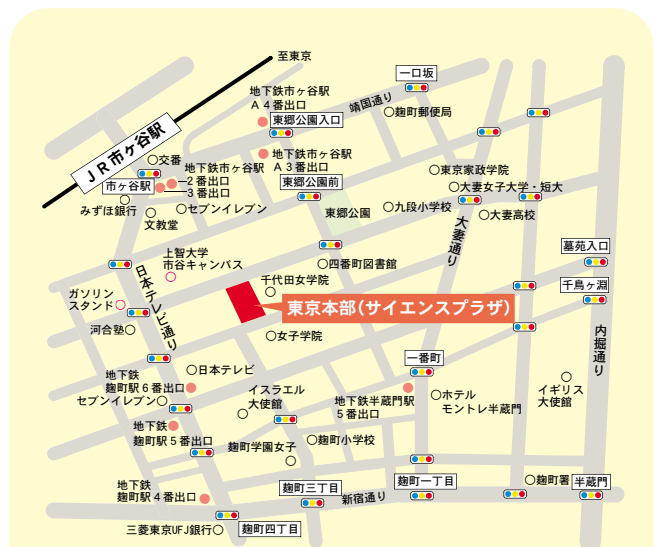 至東京
一口坂
地下鉄市ヶ谷駅
A4番出口
靖国通り
麹町郵便局
東郷公園入口
JR市ヶ谷駅
交番
地下鉄市ヶ谷駅
2番出口
3番出口
地下鉄市ヶ谷駅
A3番出口
東京家政学院
市ヶ谷駅
東郷公園前
大妻女子大学・短大
みずほ銀行
文教堂
セブンイレブン
東郷公園
九段小学校
大妻高校
大妻通り
上智大学
市谷キャンパス
四番町図書館
墓苑入口
日本テレビ通り
千代田女学院
千鳥ヶ淵
ガソリン
スタンド
東京本部(サイエンスプラザ)
河合塾
女子学院
内掘通り
一番町
日本テレビ
地下鉄
麹町駅6番出口
セブンイレブン
イスラエル
大使館
地下鉄半蔵門駅
5番出口
ホテル
モントレ半蔵門
イギリス
大使館
地下鉄
麹町駅5番出口
麹町学園女子
麹町小学校
地下鉄
麹町駅4番出口
麹町三丁目
新宿通り
麹町一丁目
麹町署
半蔵門
三菱東京UFJ銀行
麹町四丁目